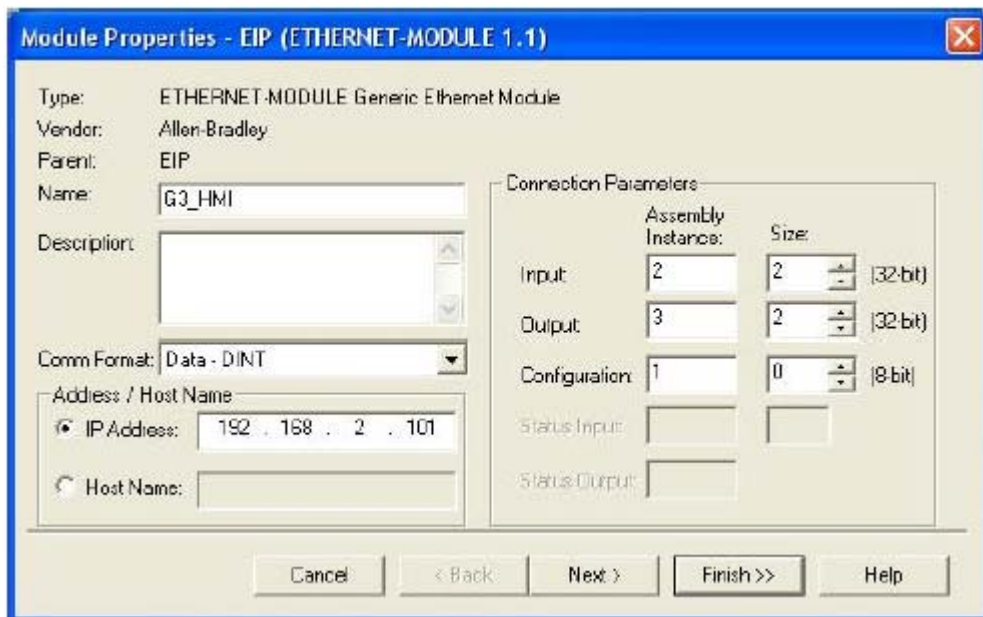 Module Properties - EIP (ETHERNET-MODULE 1.1)
Type: ETHERNET-MODULE Generic Ethernet Module
Vendor: Allen-Bradley
Parent: EIP
Name: G3_HMI
Description:
Comm Format: Data - DINT
Address / Host Name
IP Address: 192 . 168 . 2 . 101
Host Name:
Connection Parameters
Assembly Instance: Size:
Input: 2 2 (32-bit)
Output: 3 2 (32-bit)
Configuration: 1 0 (8-bit)
Status Input:
Status Output:
Cancel < Back Next > Finish >> Help